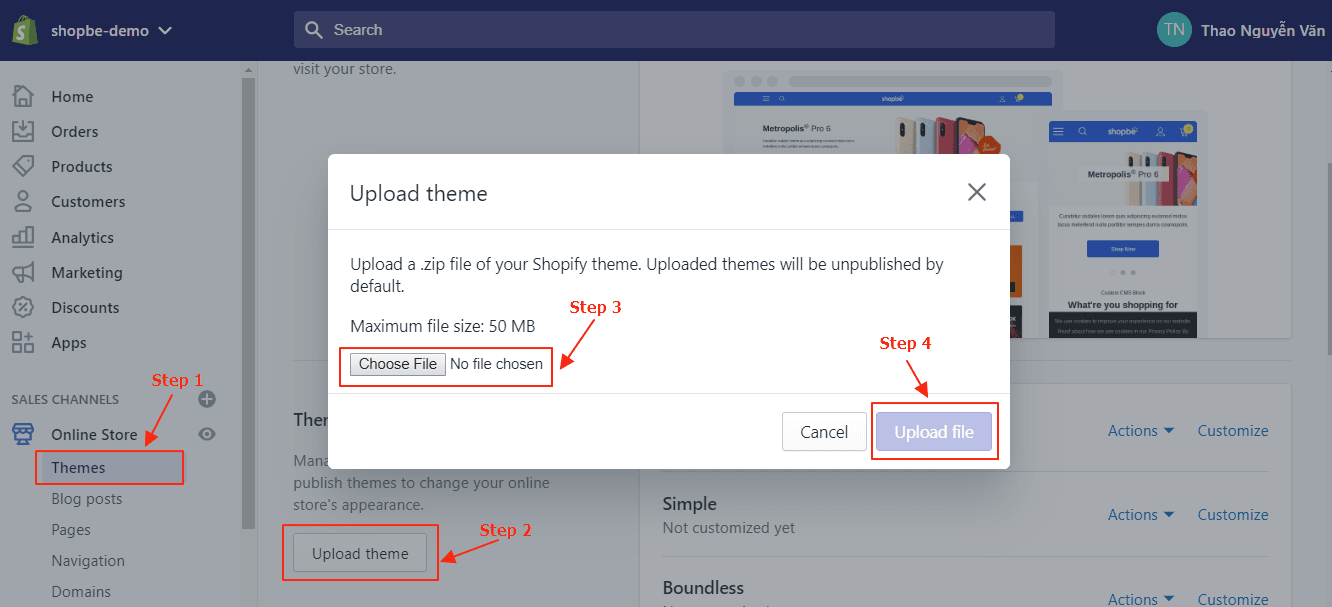 shopbe-demo
Search
TN
Thao Nguyễn Văn
Home
Orders
Products
Customers
Analytics
Marketing
Discounts
Apps
Step 1
SALES CHANNELS
Online Store
Themes
Blog posts
Pages
Navigation
Domains
visit your store.
shopbe
Metropolis® Pro 6
shopbe
Metropolis® Pro 6
Shop Now
Custom CMS Block
What're you shopping for
Upload theme
Upload a .zip file of your Shopify theme. Uploaded themes will be unpublished by
default.
Step 3
Maximum file size: 50 MB
Choose File No file chosen
Step 4
Cancel
Upload file
publish themes to change your online
store's appearance.
Step 2
Upload theme
Actions Customize
Simple
Not customized yet
Actions Customize
Boundless
Actions Customize